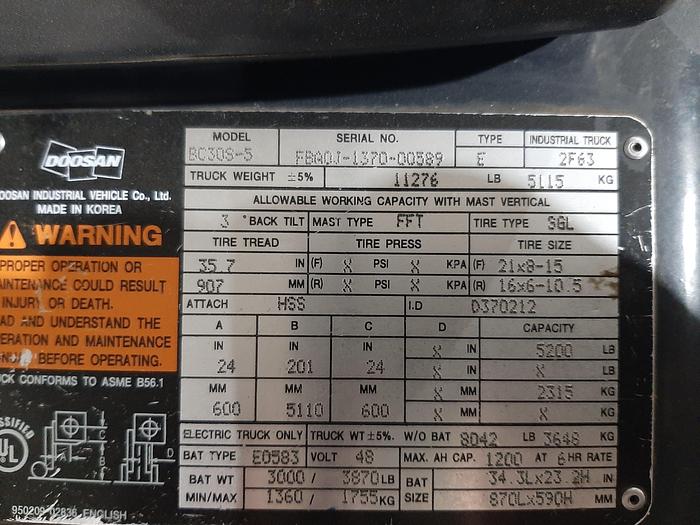 DOOSAN
DOOSAN INDUSTRIAL VEHICLE Co., Ltd.
MADE IN KOREA
WARNING
PROPER OPERATION OR
MAINTENANCE COULD RESULT
INJURY OR DEATH.
AD AND UNDERSTAND THE
ERATION AND MAINTENANCE
BEFORE OPERATING.
CK CONFORMS TO ASME B56.1
UL
C
B
A
D
950209-02836 ENGLISH
MODEL SERIAL NO. TYPE INDUSTRIAL TRUCK
BC30S-5 FBA0J-1370-00589 E 2F63
TRUCK WEIGHT ±5% 11276 LB 5115 KG
ALLOWABLE WORKING CAPACITY WITH MAST VERTICAL
3 °BACK TILT MAST TYPE FFT TIRE TYPE SGL
TIRE TREAD TIRE PRESS TIRE SIZE
35.7 IN (F) X PSI X KPA (F) 21x8-15
907 MM (R) X PSI X KPA (R) 16x6-10.5
ATTACH HSS I.D D370212
A B C D CAPACITY
IN IN IN X IN 5200 LB
24 201 24 X IN X LB
MM MM MM X MM 2315 KG
600 5110 600 X MM X KG
ELECTRIC TRUCK ONLY TRUCK WT ±5%. W/O BAT 8042 LB 3648 KG
BAT TYPE EO583 VOLT 48 MAX. AH CAP. 1200 AT 6 HR RATE
BAT WT 3000 / 3870 LB BAT 34.3Lx23.2H IN
MIN/MAX 1360 / 1755 KG SIZE 870Lx590H MM